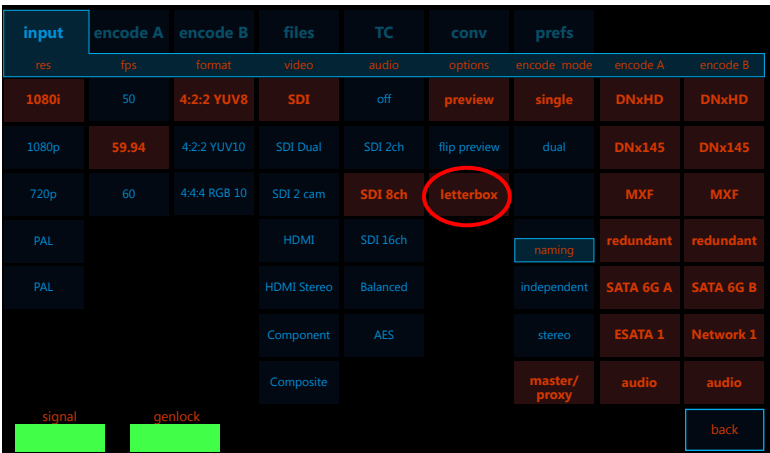 input encode A encode B files TC conv prefs
res fps format video audio options encode mode encode A encode B
1080i 50 4:2:2 YUV8 SDI off preview single DNxHD DNxHD
1080p 59.94 4:2:2 YUV10 SDI Dual SDI 2ch flip preview dual DNx145 DNx145
720p 60 4:4:4 RGB 10 SDI 2 cam SDI 8ch letterbox MXF MXF
PAL HDMI SDI 16ch naming redundant redundant
PAL HDMI Stereo Balanced independent SATA 6G A SATA 6G B
Component AES stereo ESATA 1 Network 1
Composite master/ audio audio
proxy
signal genlock
back